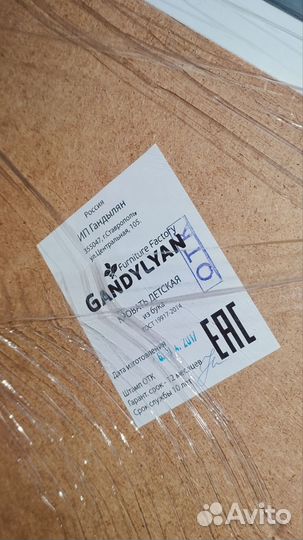 Россия
ИП Гандылян
355047, г.Ставрополь
ул.Центральная, 105.
Furniture Factory
GANDYLYAN
КРОВАТЬ ДЕТСКАЯ
из бука
ГОСТ 19917-2014
ОТК
Дата изготовления
Штамп ОТК
Гарант. срок - 12 месяцев
Срок службы 10 лет
EAC
Avito